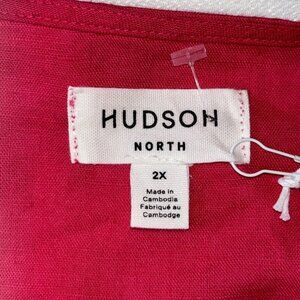 HUDSON
NORTH
2X
Made in
Cambodia
Fabriqué au
Cambodge